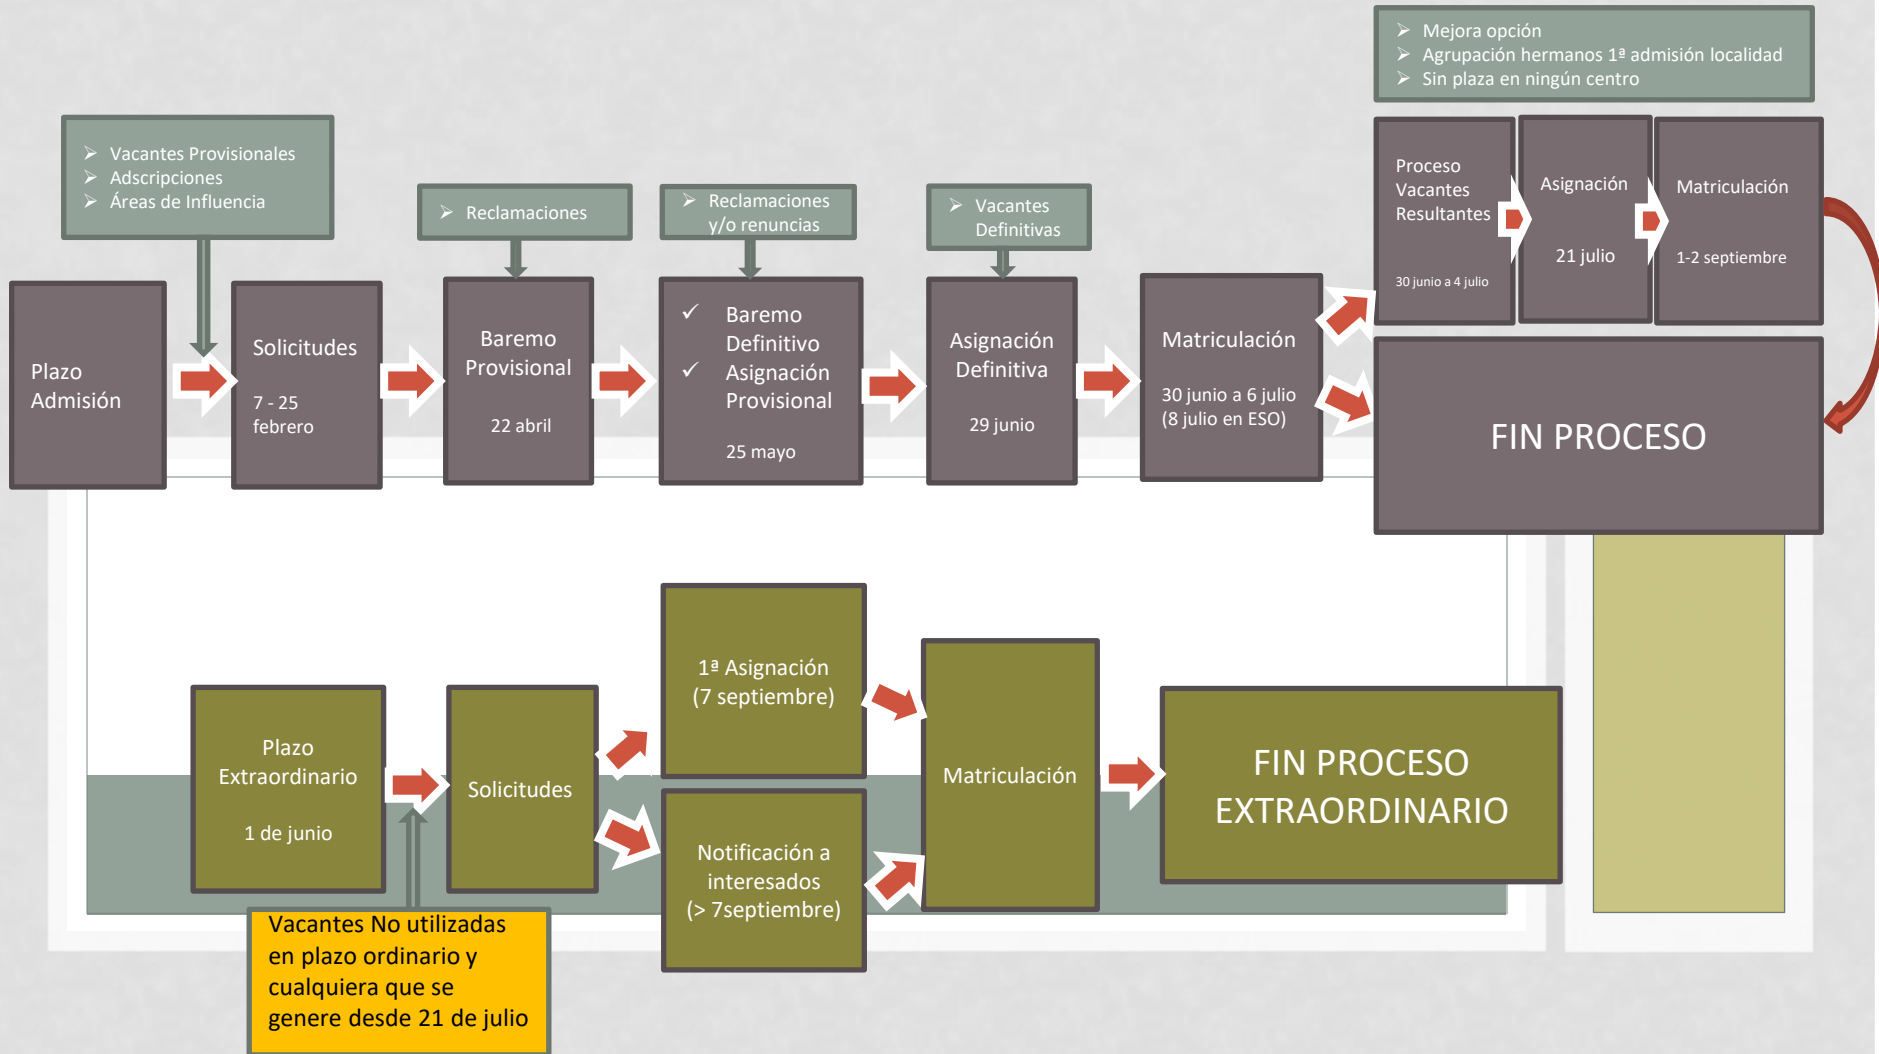 Mejora opción
Agrupación hermanos 1ª admisión localidad
Sin plaza en ningún centro
Vacantes Provisionales
Adscripciones
Áreas de Influencia
Reclamaciones
Reclamaciones
y/o renuncias
Vacantes
Definitivas
Proceso
Vacantes
Resultantes
30 junio a 4 julio
Asignación
21 julio
Matriculación
1-2 septiembre
Plazo
Admisión
Solicitudes
7 - 25
febrero
Baremo
Provisional
22 abril
Baremo
Definitivo
Asignación
Provisional
25 mayo
Asignación
Definitiva
29 junio
Matriculación
30 junio a 6 julio
(8 julio en ESO)
FIN PROCESO
Plazo
Extraordinario
1 de junio
Solicitudes
1ª Asignación
(7 septiembre)
Notificación a
interesados
(> 7septiembre)
Matriculación
FIN PROCESO
EXTRAORDINARIO
Vacantes No utilizadas
en plazo ordinario y
cualquiera que se
genere desde 21 de julio